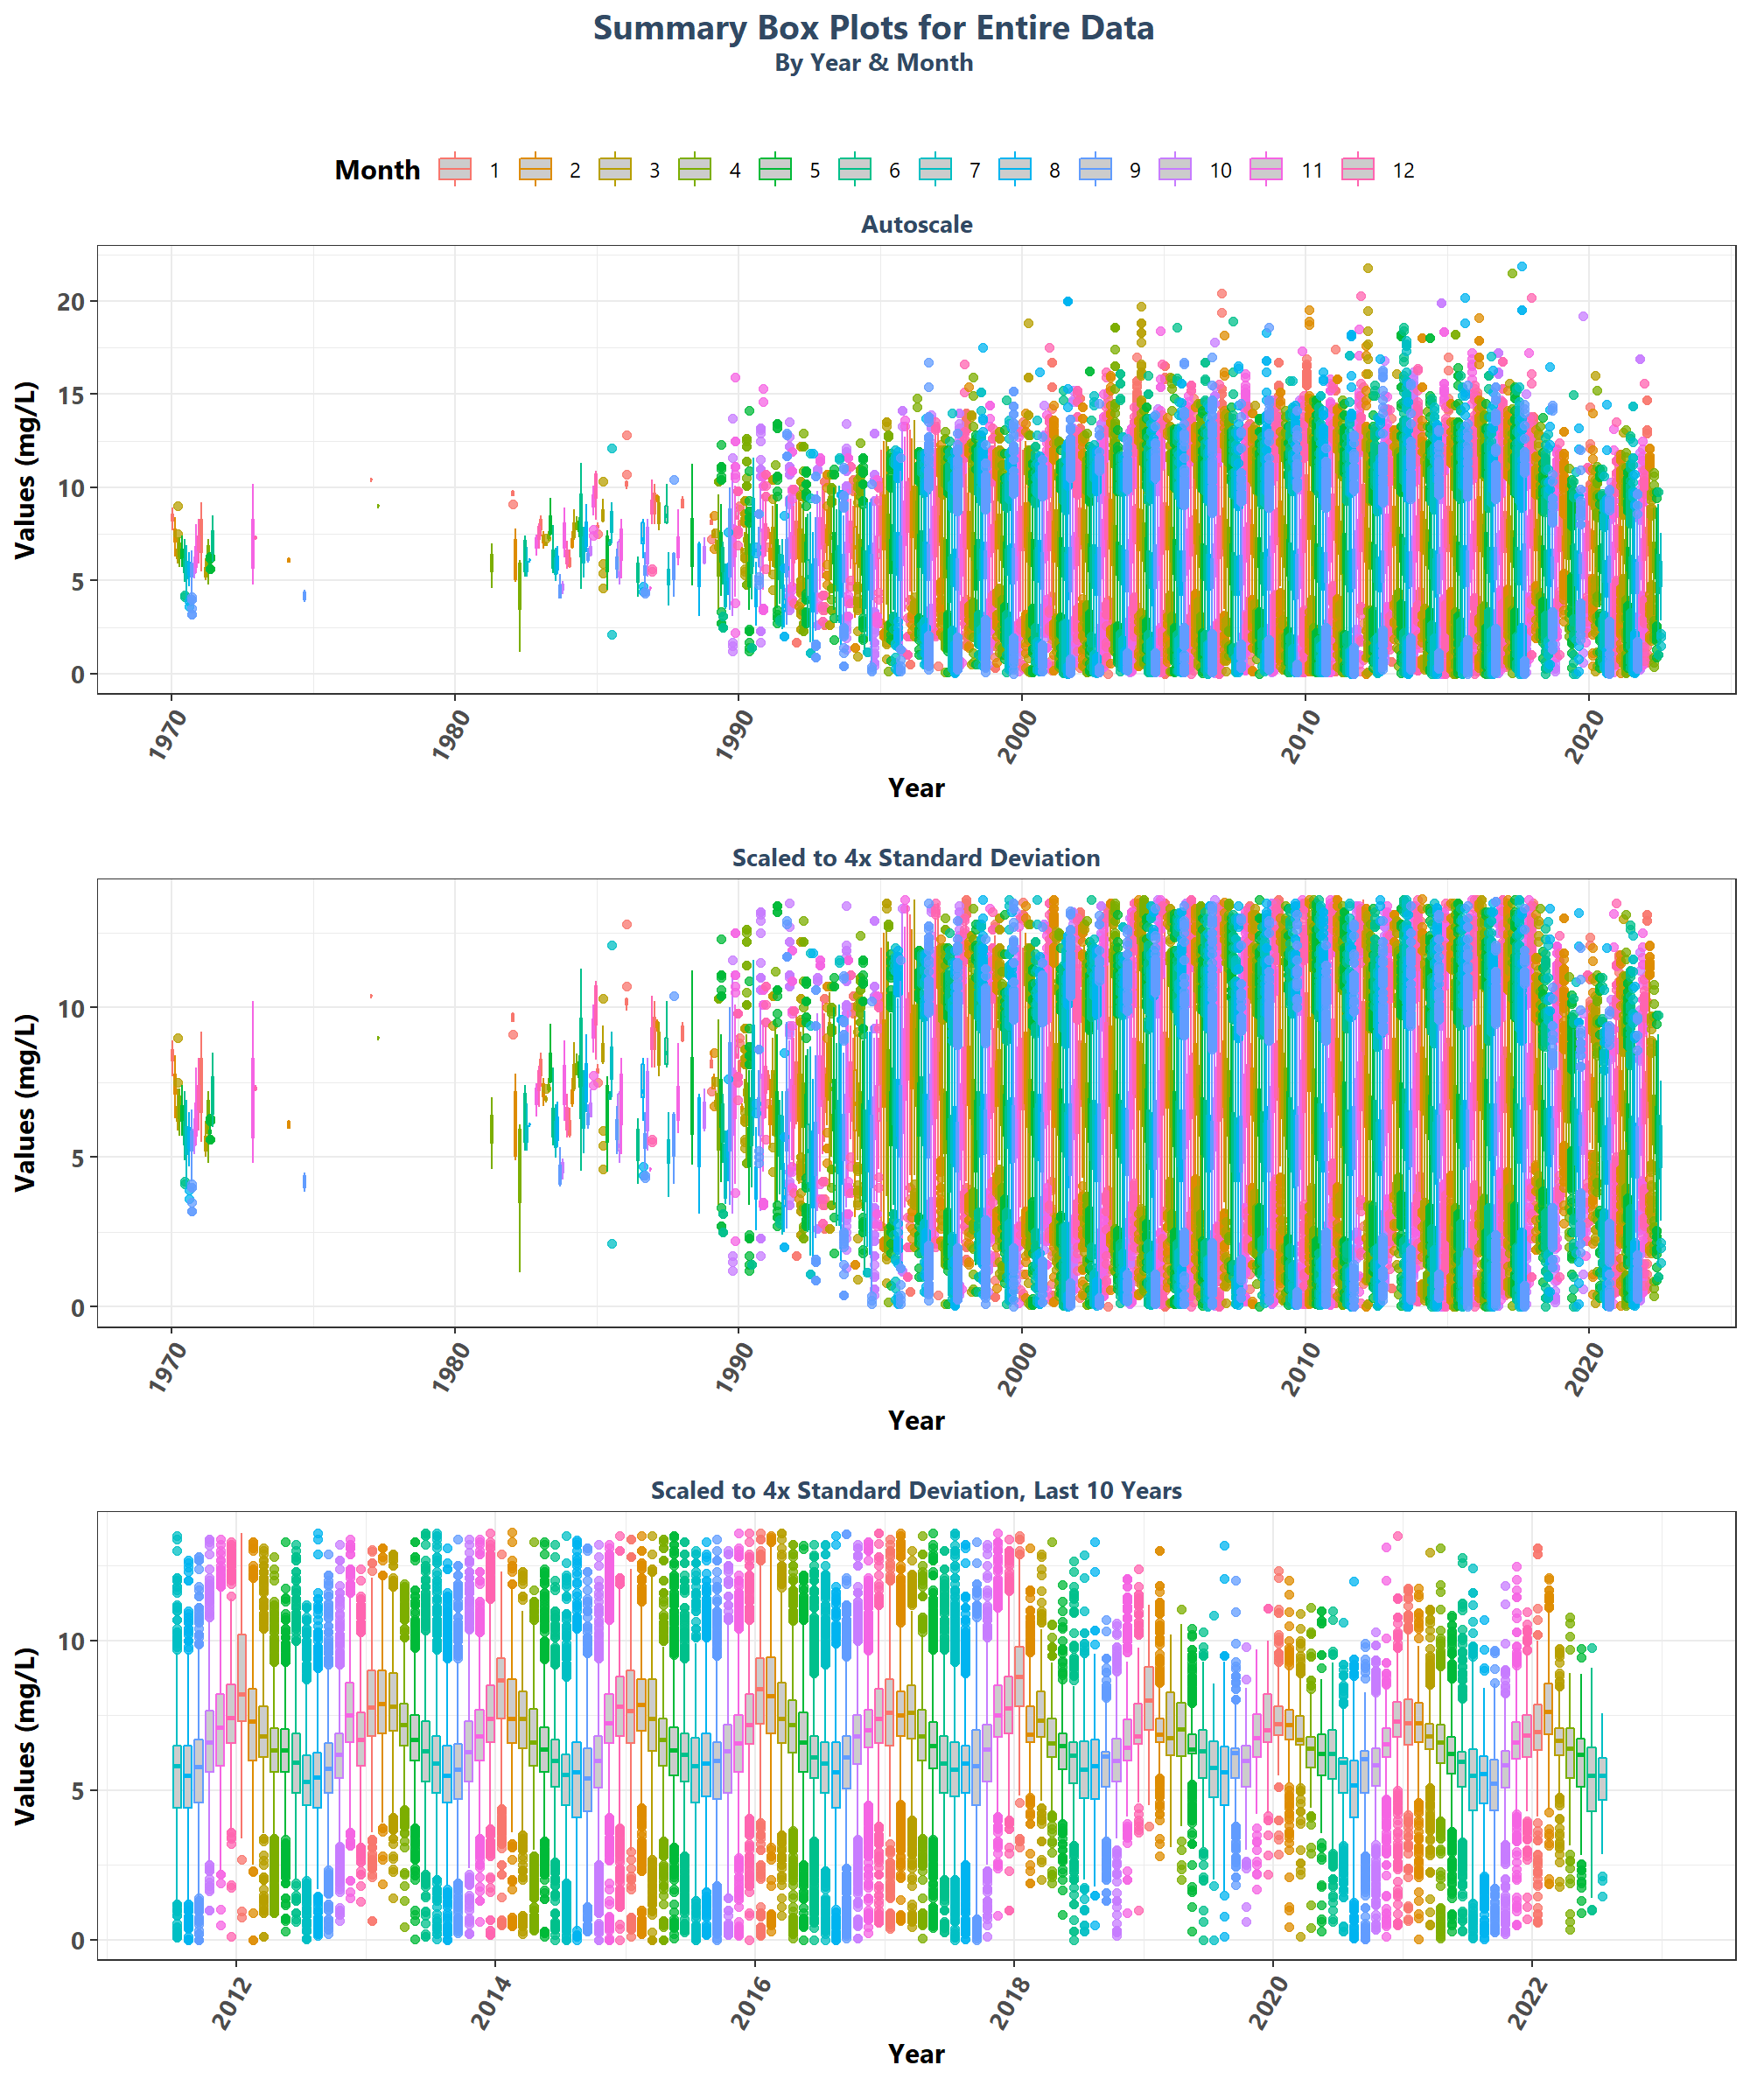 Summary Box Plots for Entire Data
By Year & Month
Month 1 2 3 4 5 6 7 8 9 10 11 12
Autoscale
Values (mg/L)
20
15
10
5
0
1970 1980 1990 2000 2010 2020
Year
Scaled to 4x Standard Deviation
Values (mg/L)
10
5
0
1970 1980 1990 2000 2010 2020
Year
Scaled to 4x Standard Deviation, Last 10 Years
Values (mg/L)
10
5
0
2012 2014 2016 2018 2020 2022
Year